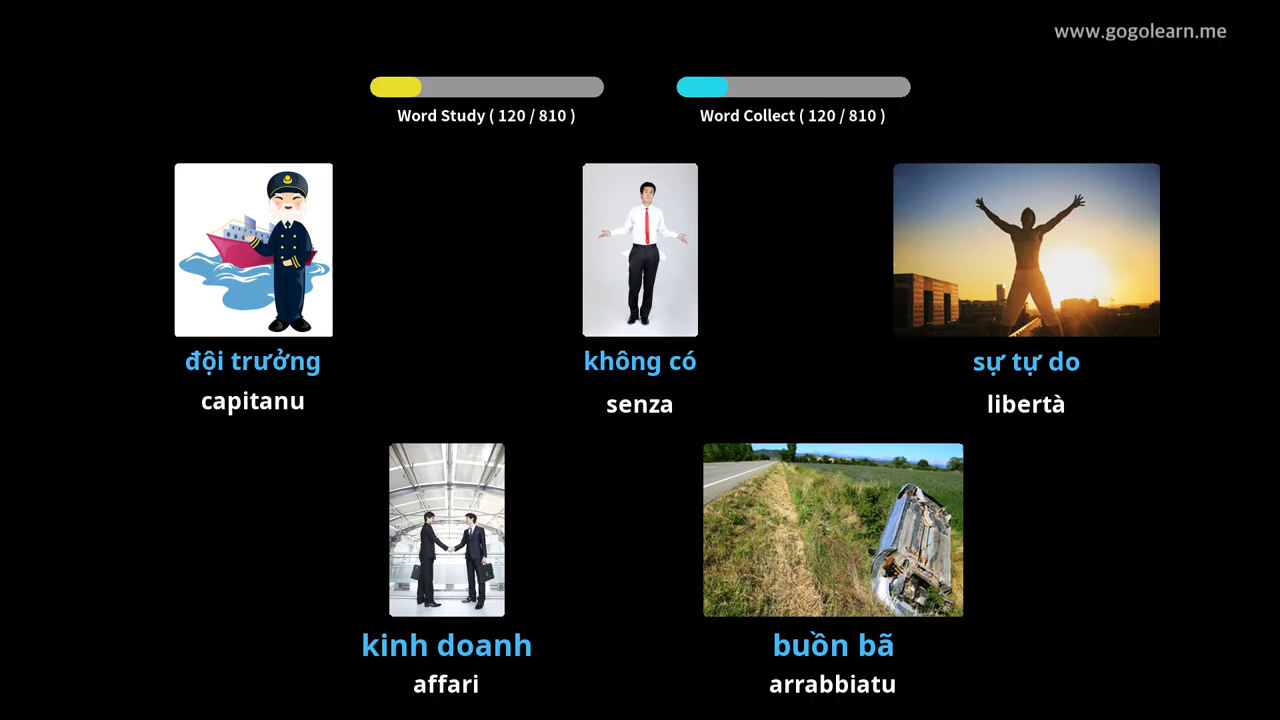 www.gogolearn.me
Word Study ( 120 / 810 )
Word Collect ( 120 / 810 )
đội trưởng
capitanu
không có
senza
sự tự do
libertà
kinh doanh
affari
buồn bã
arrabbiatu